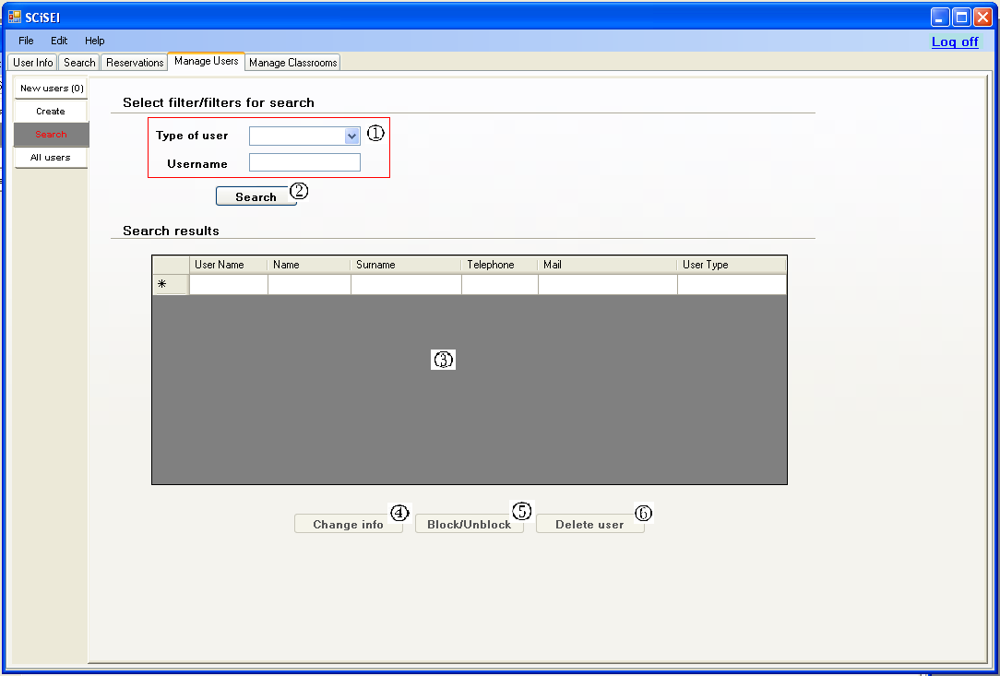 SCiSEI
File Edit Help
Log off
User Info Search Reservations Manage Users Manage Classrooms
New users (0)
Create
Search
All users
Select filter/filters for search
Type of user ①
Username
Search ②
Search results
User Name Name Surname Telephone Mail User Type
*
③
Change info ④ Block/Unblock ⑤ Delete user ⑥